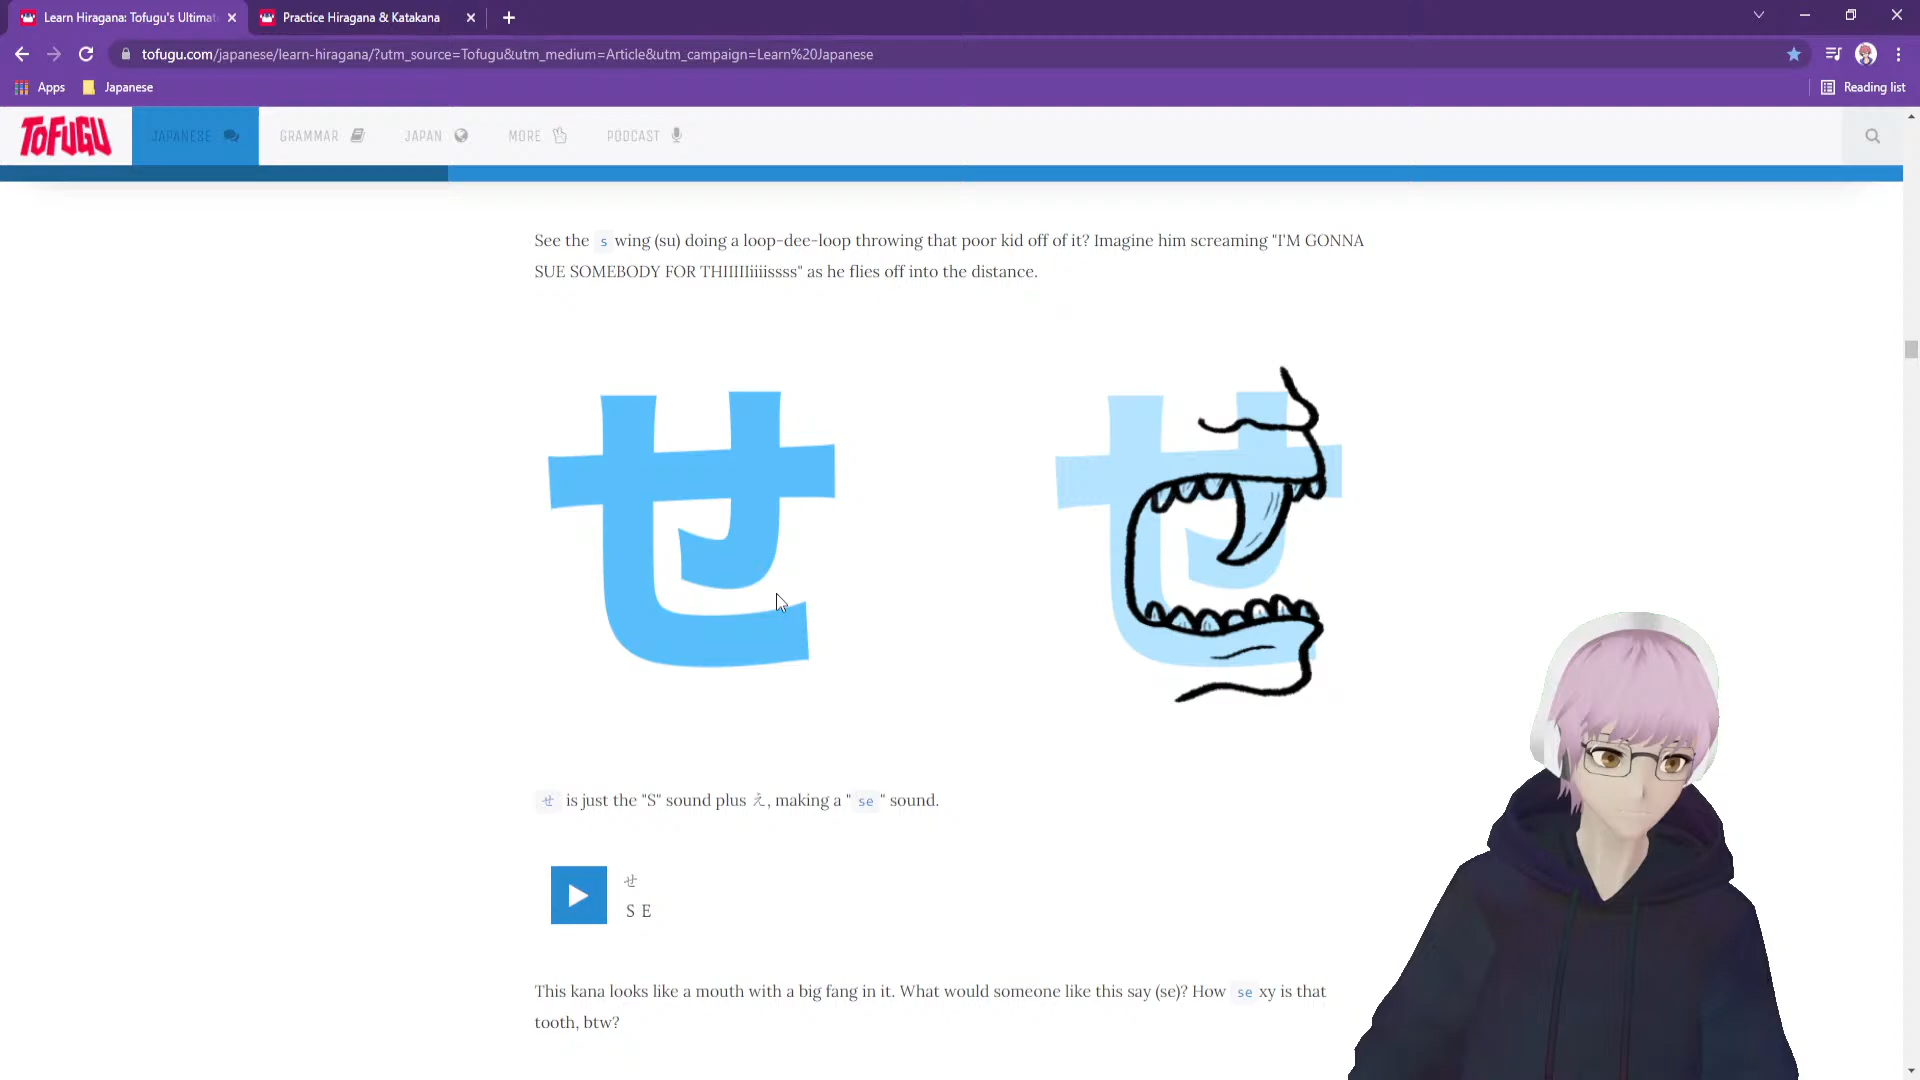 Learn Hiragana: Tofugu's Ultima
Practice Hiragana & Katakana
tofugu.com/japanese/learn-hiragana/?utm_source=Tofugu&utm_medium=Article&utm_campaign=Learn%20Japanese
Apps
Japanese
Reading list
TOFUGU
JAPANESE
GRAMMAR
JAPAN
MORE
PODCAST
See the swing (su) doing a loop-dee-loop throwing that poor kid off of it? Imagine him screaming "I'M GONNA
SUE SOMEBODY FOR THIIIIIiiiissss" as he flies off into the distance.
せ
せ
せ is just the "S" sound plus え, making a "se" sound.
せ
SE
This kana looks like a mouth with a big fang in it. What would someone like this say (se)? How sexy is that
tooth, btw?